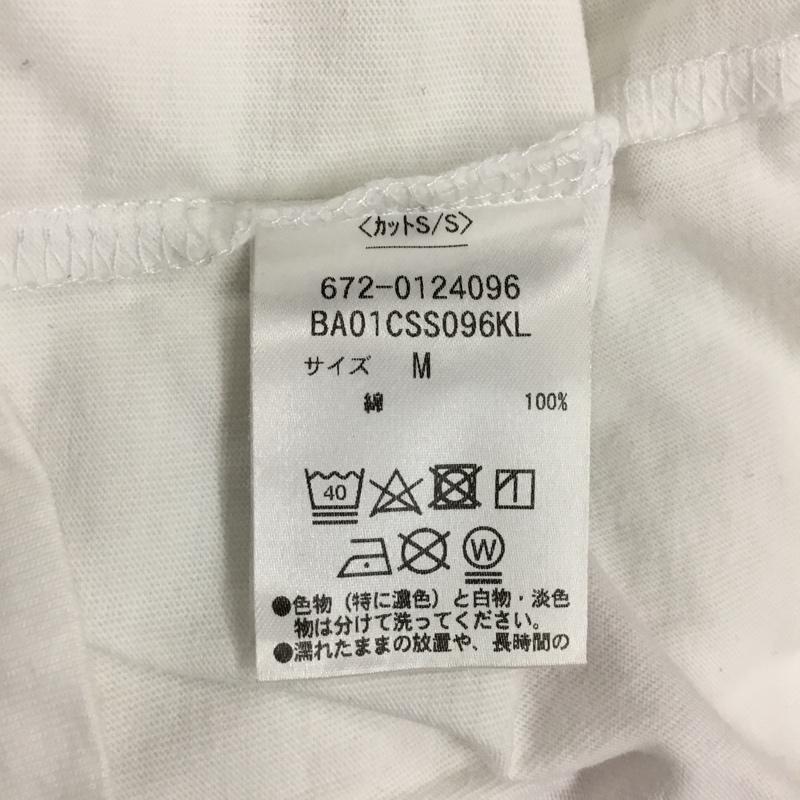 〈カットS/S〉
672-0124096
BA01CSS096KL
サイズ M
綿 100%
40
W
●色物（特に濃色）と白物・淡色
物は分けて洗ってください。
●濡れたままの放置や、長時間の